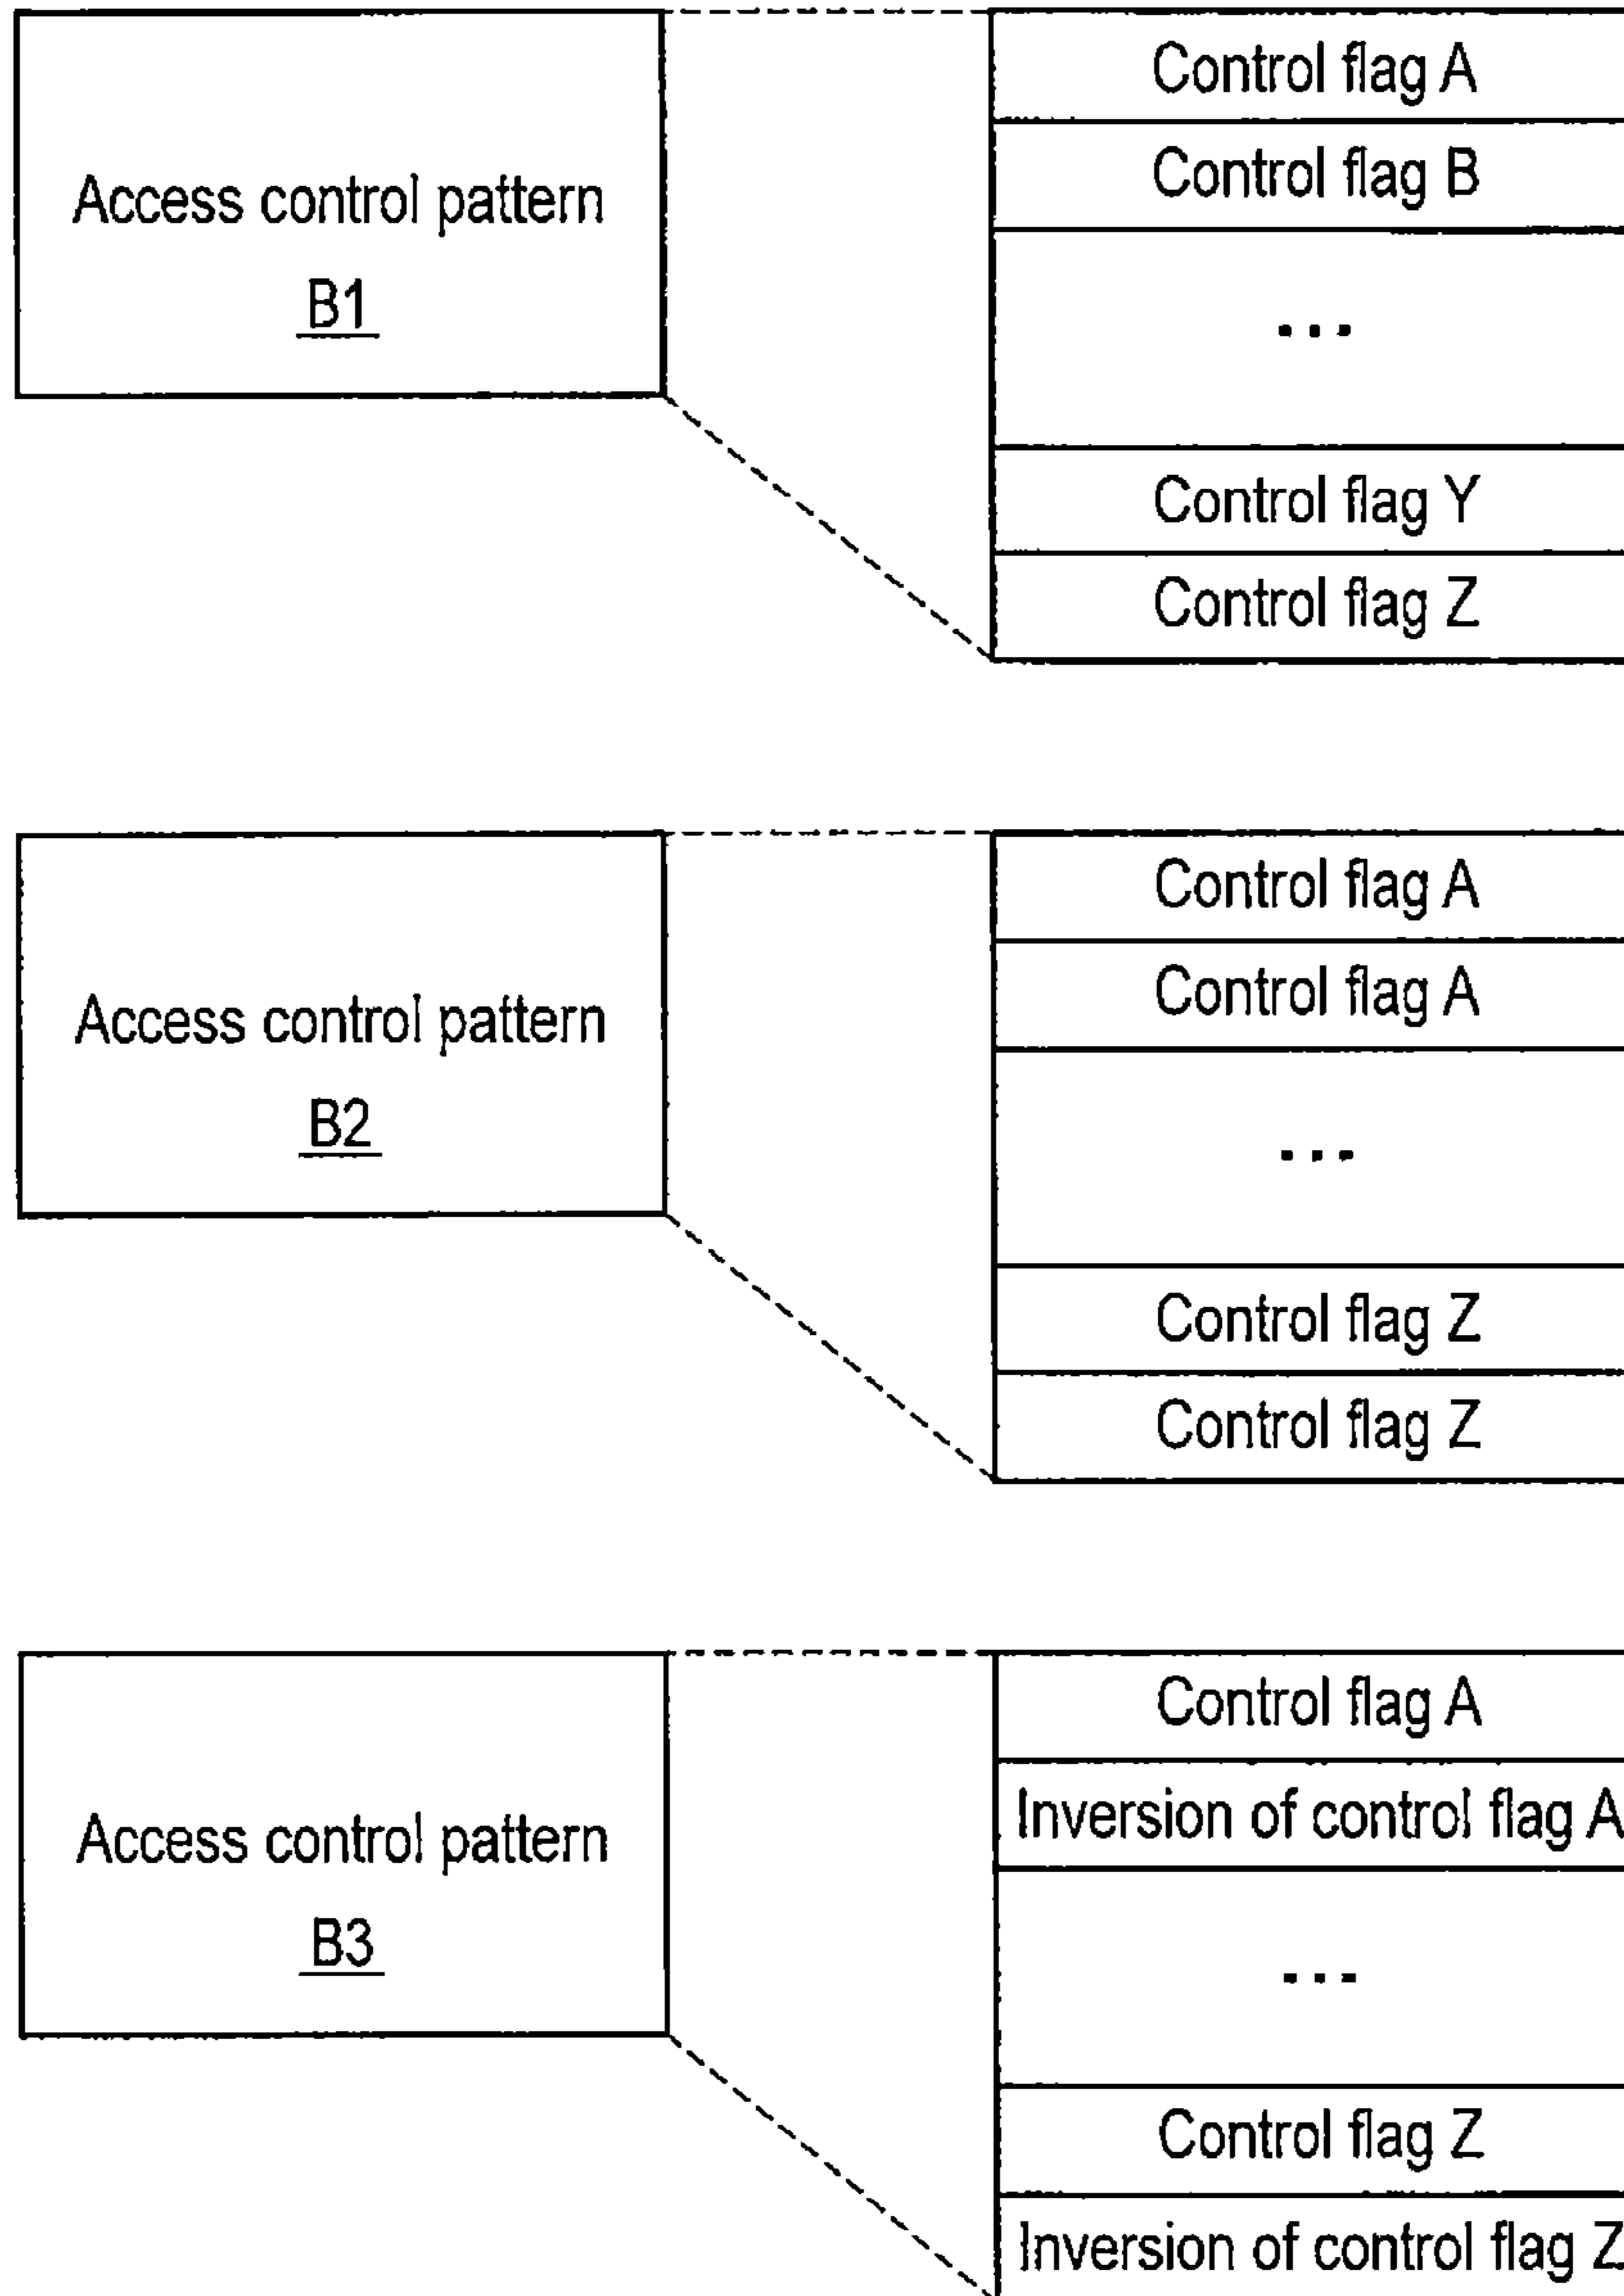 Access control pattern
B1
Control flag A
Control flag B
...
Control flag Y
Control flag Z
Access control pattern
B2
Control flag A
Control flag A
...
Control flag Z
Control flag Z
Access control pattern
B3
Control flag A
Inversion of control flag A
...
Control flag Z
Inversion of control flag Z